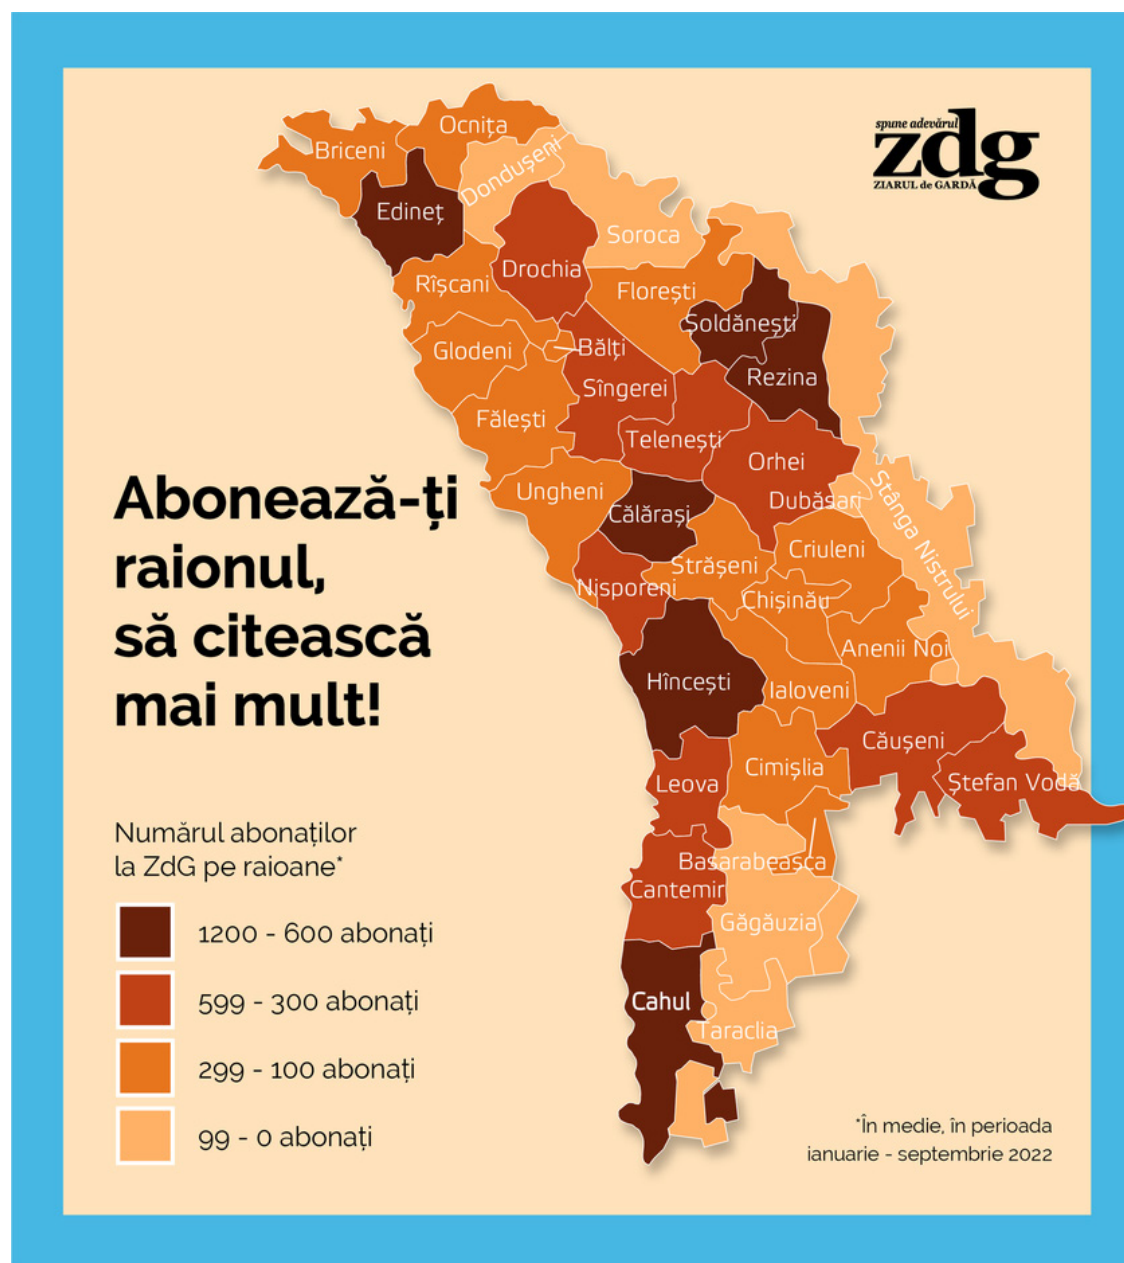 spune adevărul
zdg
ZIARUL de GARDĂ
Ocnița
Briceni
Dondușeni
Edineț
Soroca
Drochia
Rîșcani
Florești
Soldănești
Glodeni
Bălți
Rezina
Sîngerei
Fălești
Telenești
Orhei
Ungheni
Dubăsari
Stânga Nistrului
Călărași
Criuleni
Strășeni
Nisporeni
Chișinău
Anenii Noi
Hîncești
Ialoveni
Căușeni
Cimișlia
Leova
Ștefan Vodă
Basarabeasca
Cantemir
Găgăuzia
Cahul
Taraclia
Abonează-ți
raionul,
să citească
mai mult!
Numărul abonaților
la ZdG pe raioane*
1200 - 600 abonați
599 - 300 abonați
299 - 100 abonați
99 - 0 abonați
*În medie, în perioada
ianuarie - septembrie 2022